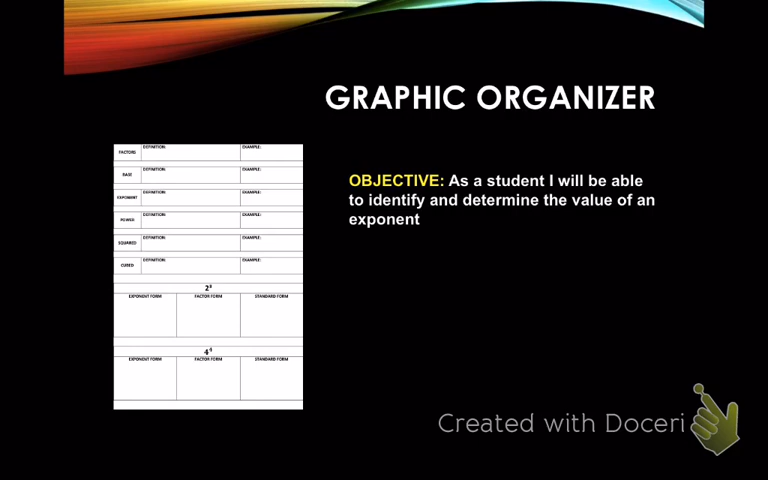 GRAPHIC ORGANIZER
FACTORS
DEFINITION:
EXAMPLE:
BASE
DEFINITION:
EXAMPLE:
EXPONENT
DEFINITION:
EXAMPLE:
POWER
DEFINITION:
EXAMPLE:
SQUARED
DEFINITION:
EXAMPLE:
CUBED
DEFINITION:
EXAMPLE:
EXPONENT FORM
FACTOR FORM
STANDARD FORM
EXPONENT FORM
FACTOR FORM
STANDARD FORM
OBJECTIVE: As a student I will be able
to identify and determine the value of an
exponent
Created with Doceri